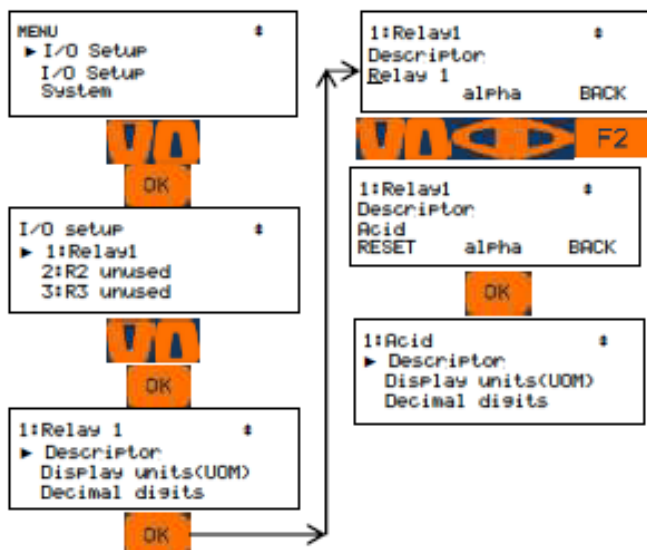 MENU
I/O Setup
I/O Setup
System
OK
I/O setup
1:Relay1
2:R2 unused
3:R3 unused
OK
1:Relay 1
Descriptor
Display units(UOM)
Decimal digits
OK
1:Relay1
Descriptor
Relay 1
alpha BACK
F2
1:Relay1
Descriptor
Acid
RESET alpha BACK
OK
1:Acid
Descriptor
Display units(UOM)
Decimal digits